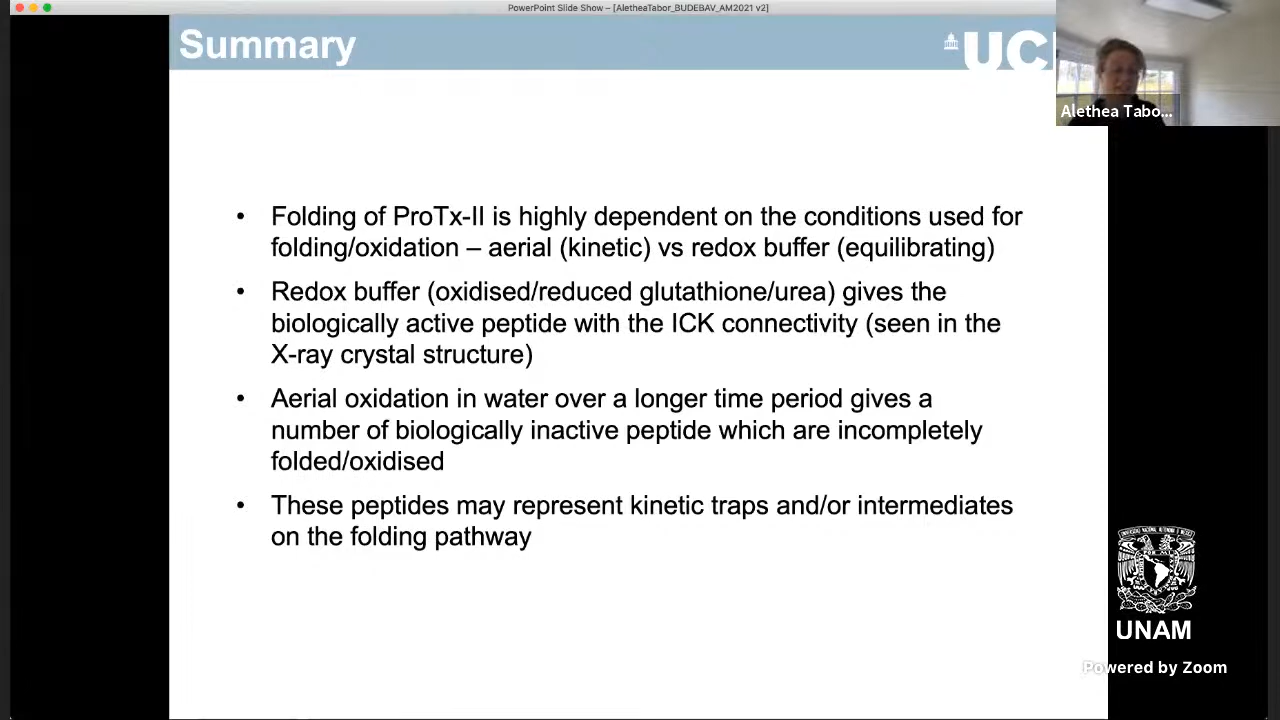 PowerPoint Slide Show – [AletheaTabor_BUDEBAV_AM2021 v2]
Summary
UCL
Alethea Tabo...
• Folding of ProTx-II is highly dependent on the conditions used for
folding/oxidation – aerial (kinetic) vs redox buffer (equilibrating)
• Redox buffer (oxidised/reduced glutathione/urea) gives the
biologically active peptide with the ICK connectivity (seen in the
X-ray crystal structure)
• Aerial oxidation in water over a longer time period gives a
number of biologically inactive peptide which are incompletely
folded/oxidised
• These peptides may represent kinetic traps and/or intermediates
on the folding pathway
UNAM
Powered by Zoom